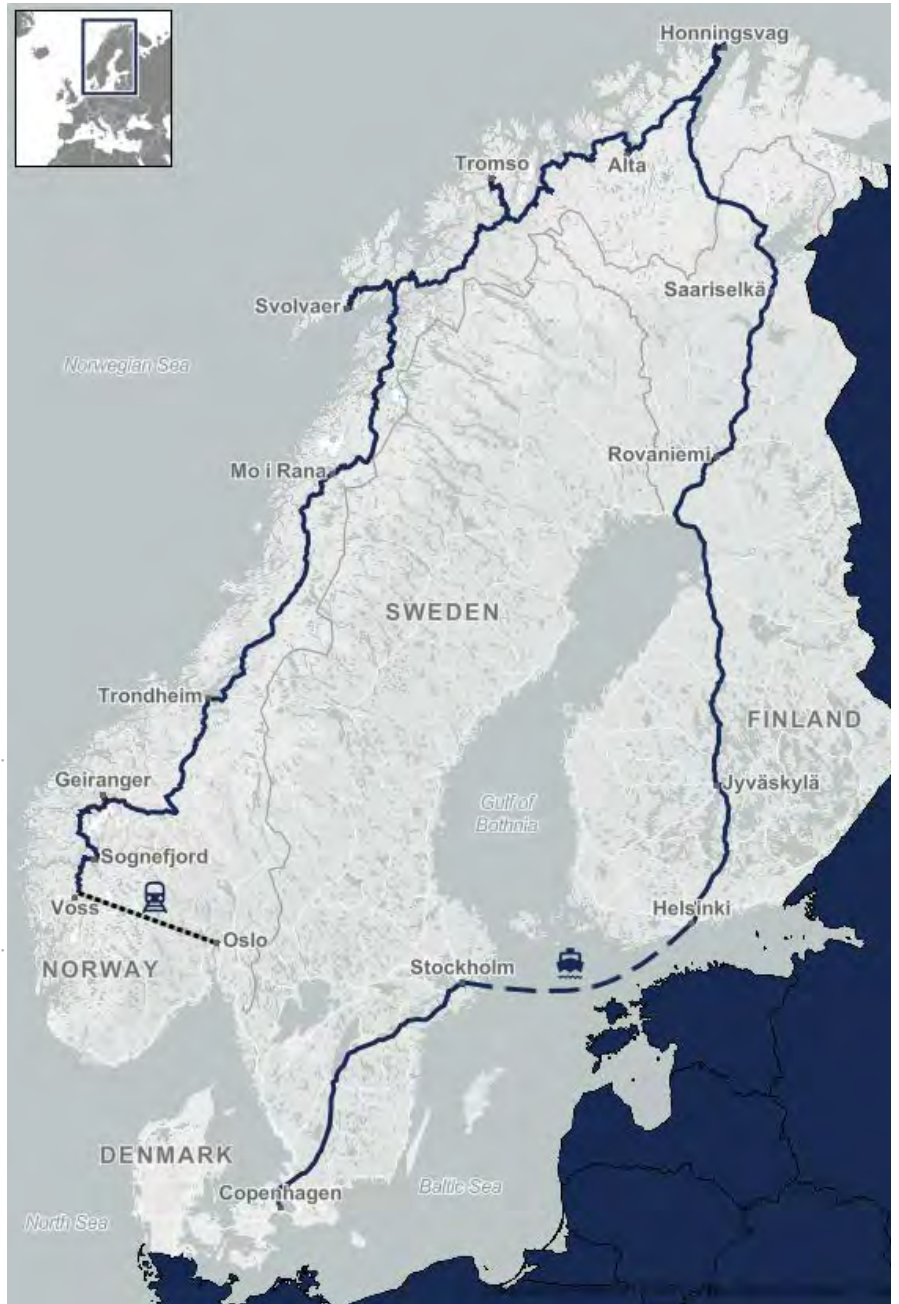 Honningsvag
Tromso
Alta
Saariselkä
Svolvaer
Norwegian Sea
Rovaniemi
Mo i Rana
SWEDEN
Trondheim
FINLAND
Geiranger
Jyväskylä
Gulf of
Bothnia
Sognefjord
Voss
Helsinki
Oslo
NORWAY
Stockholm
DENMARK
Copenhagen
Baltic Sea
North Sea